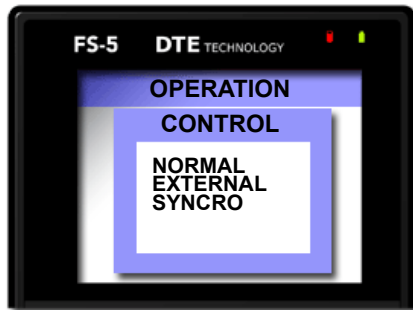 FS-5 DTE TECHNOLOGY
OPERATION
CONTROL
NORMAL
EXTERNAL
SYNCRO